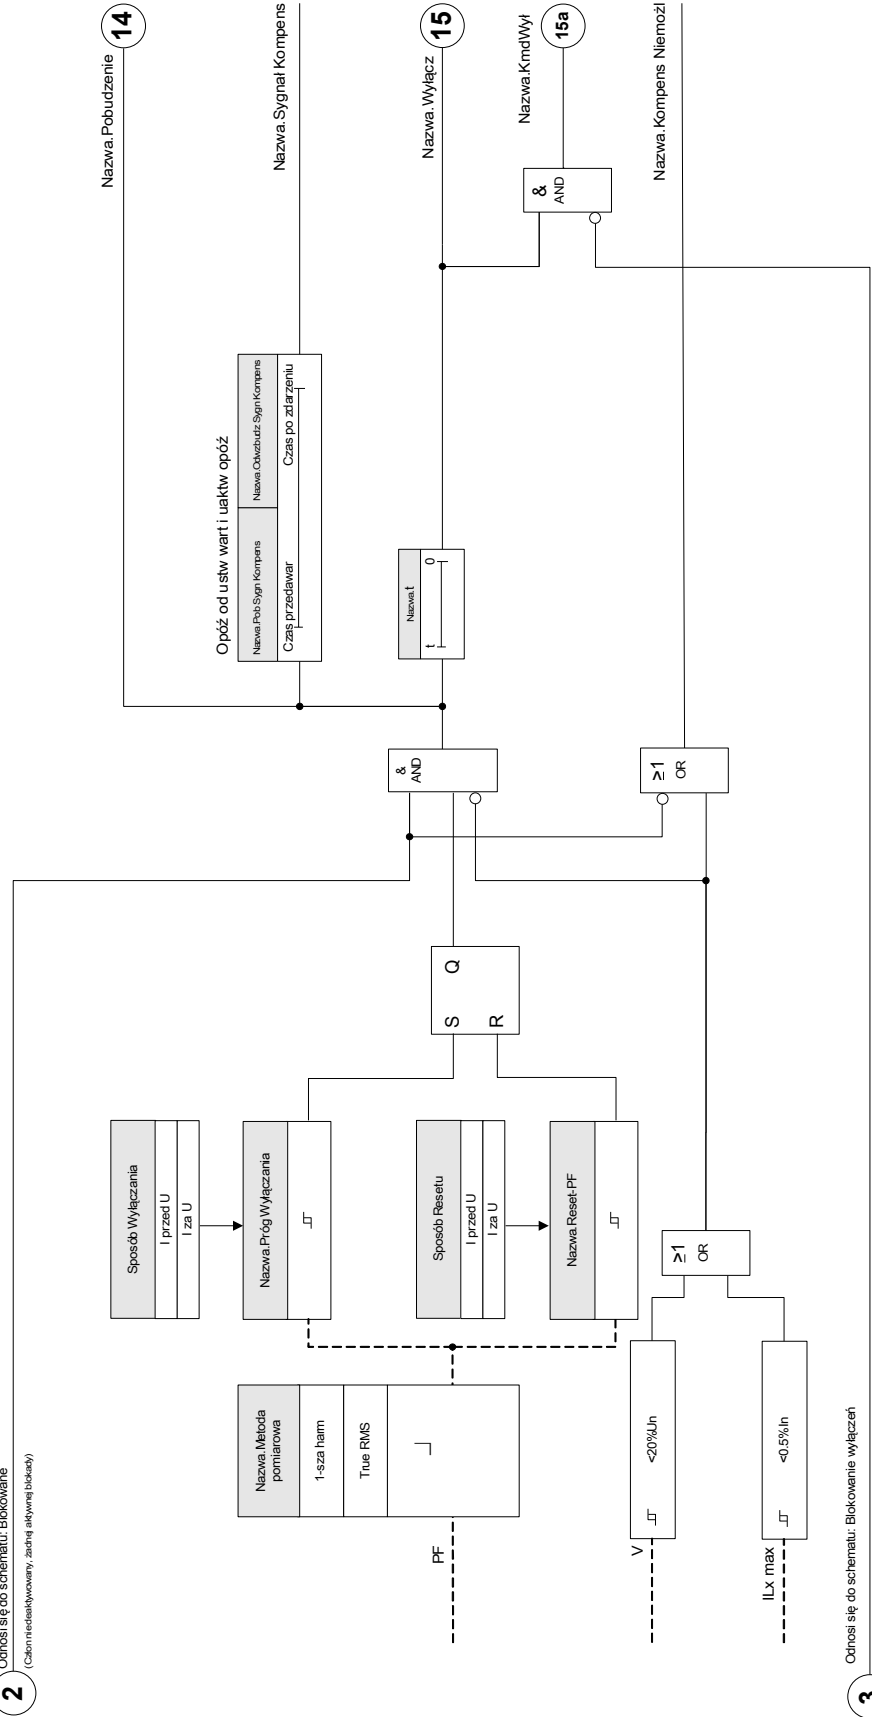 2
Odnosi się do schematu: Blokowane
(Człon niedeaktywowany, żadnej aktywnej blokady)
Nazwa.Pobudzenie
14
Nazwa.Sygnał Kompens
Nazwa.Wyłącz
15
Nazwa.KmdWył
15a
Nazwa.Kompens Niemożl
Opóź od ustw wart i uaktw opóź
Nazwa.Pob Sygn Kompens
Nazwa.Odwzbudz Sygn Kompens
Czas przedawar
Czas po zdarzeniu
Nazwa.t
t
0
&
AND
&
AND
≥1
OR
S
Q
R
Sposób Wyłączania
I przed U
I za U
Nazwa.Próg Wyłączania
Sposób Resetu
I przed U
I za U
Nazwa.Reset-PF
≥1
OR
Nazwa.Metoda
pomiarowa
1-sza harm
True RMS
PF
V
<20%Un
ILx max
<0.5%In
3
Odnosi się do schematu: Blokowanie wyłączeń